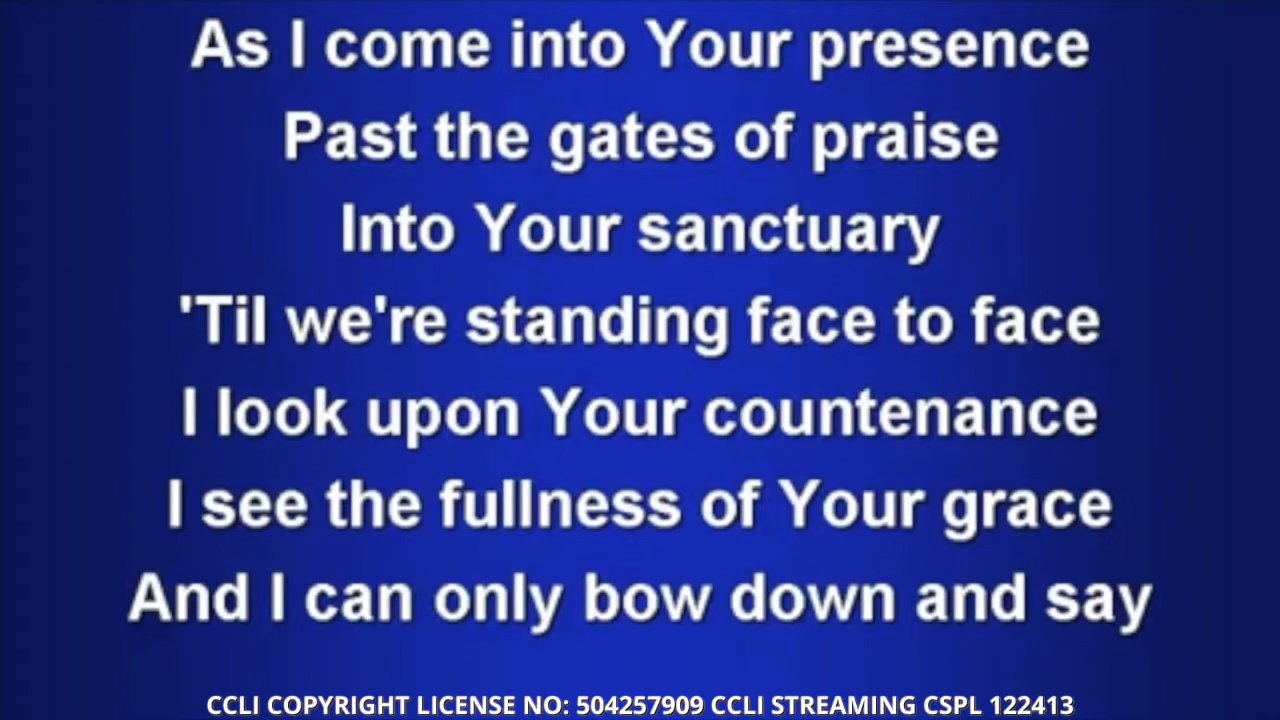 As I come into Your presence
Past the gates of praise
Into Your sanctuary
'Til we're standing face to face
I look upon Your countenance
I see the fullness of Your grace
And I can only bow down and say
CCLI COPYRIGHT LICENSE NO: 504257909 CCLI STREAMING CSPL 122413